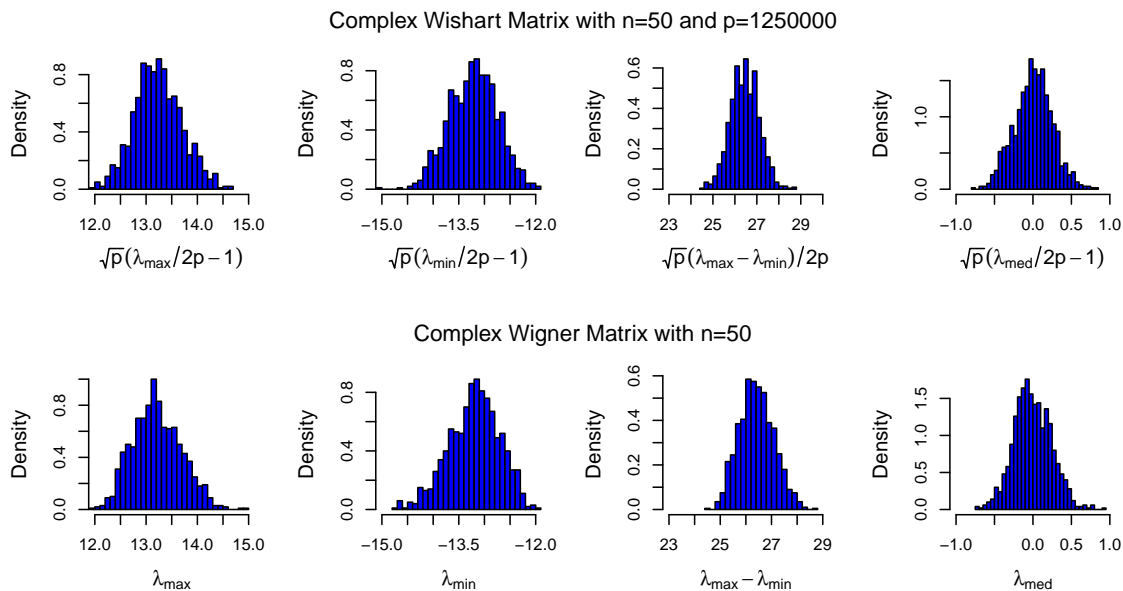 Complex Wishart Matrix with n=50 and p=1250000
Density
0.0 0.4 0.8
12.0 13.0 14.0 15.0
√p(λmax/2p−1)
Density
0.0 0.4 0.8
−15.0 −13.5 −12.0
√p(λmin/2p−1)
Density
0.0 0.2 0.4 0.6
23 25 27 29
√p(λmax−λmin)/2p
Density
0.0 1.0
−1.0 0.0 0.5 1.0
√p(λmed/2p−1)
Complex Wigner Matrix with n=50
Density
0.0 0.4 0.8
12.0 13.0 14.0 15.0
λmax
Density
0.0 0.4 0.8
−15.0 −13.5 −12.0
λmin
Density
0.0 0.2 0.4 0.6
23 25 27 29
λmax−λmin
Density
0.0 0.5 1.0 1.5
−1.0 0.0 0.5 1.0
λmed